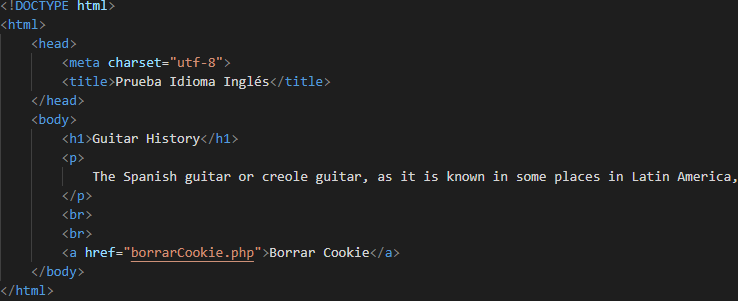 <!DOCTYPE html>
<html>
<head>
<meta charset="utf-8">
<title>Prueba Idioma Inglés</title>
</head>
<body>
<h1>Guitar History</h1>
<p>
The Spanish guitar or creole guitar, as it is known in some places in Latin America,
</p>
<br>
<br>
<a href="borrarCookie.php">Borrar Cookie</a>
</body>
</html>